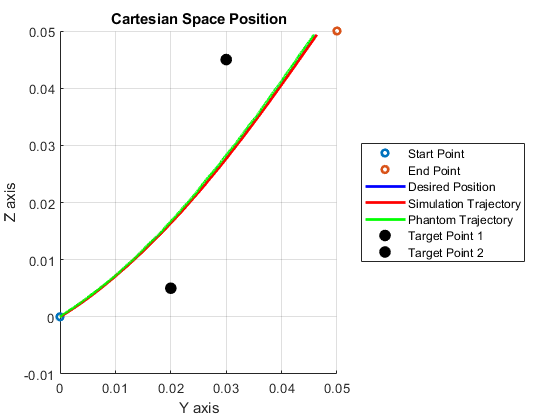 Cartesian Space Position
0.05
0.04
0.03
0.02
0.01
0
-0.01
Z axis
0
0.01
0.02
0.03
0.04
0.05
Y axis
Start Point
End Point
Desired Position
Simulation Trajectory
Phantom Trajectory
Target Point 1
Target Point 2